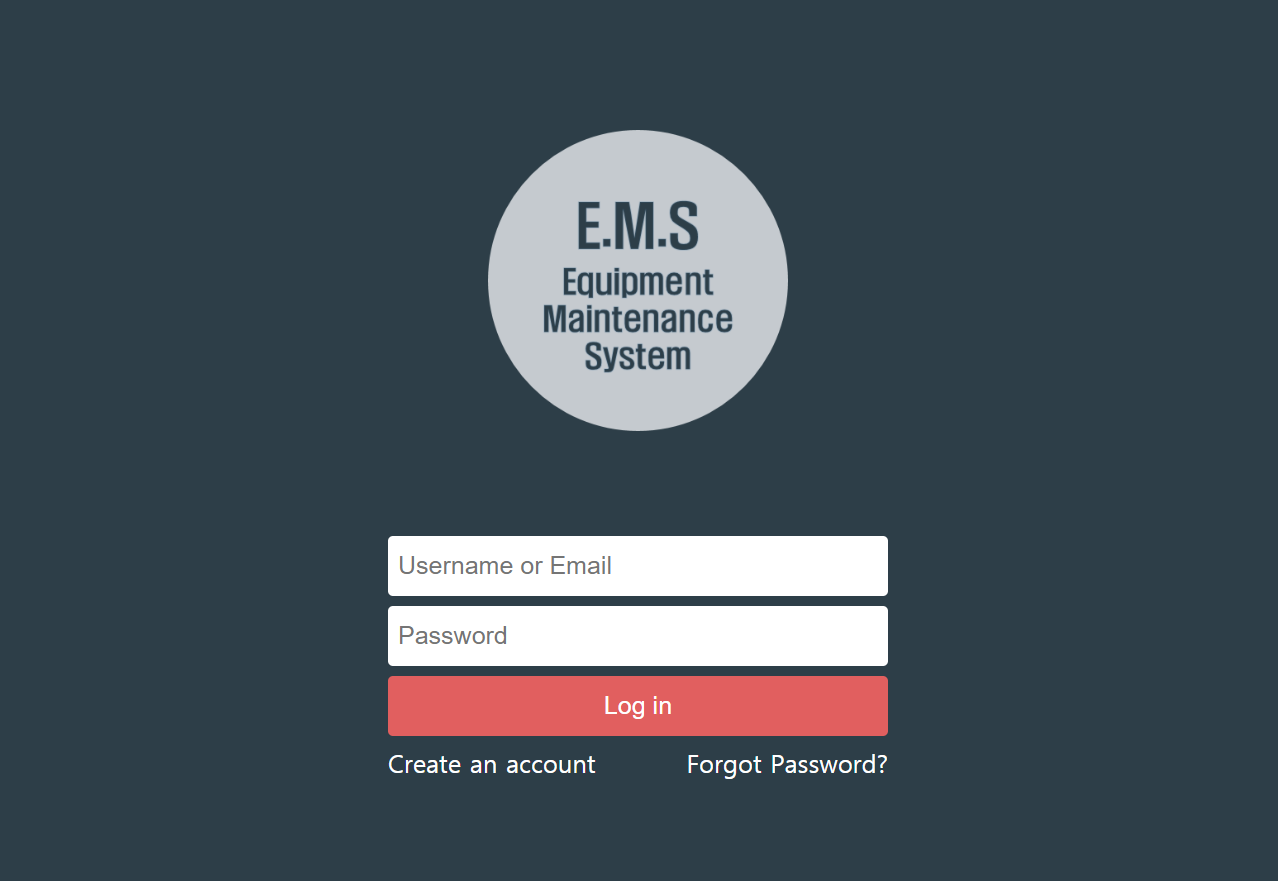 E.M.S
Equipment
Maintenance
System
Username or Email
Password
Log in
Create an account
Forgot Password?